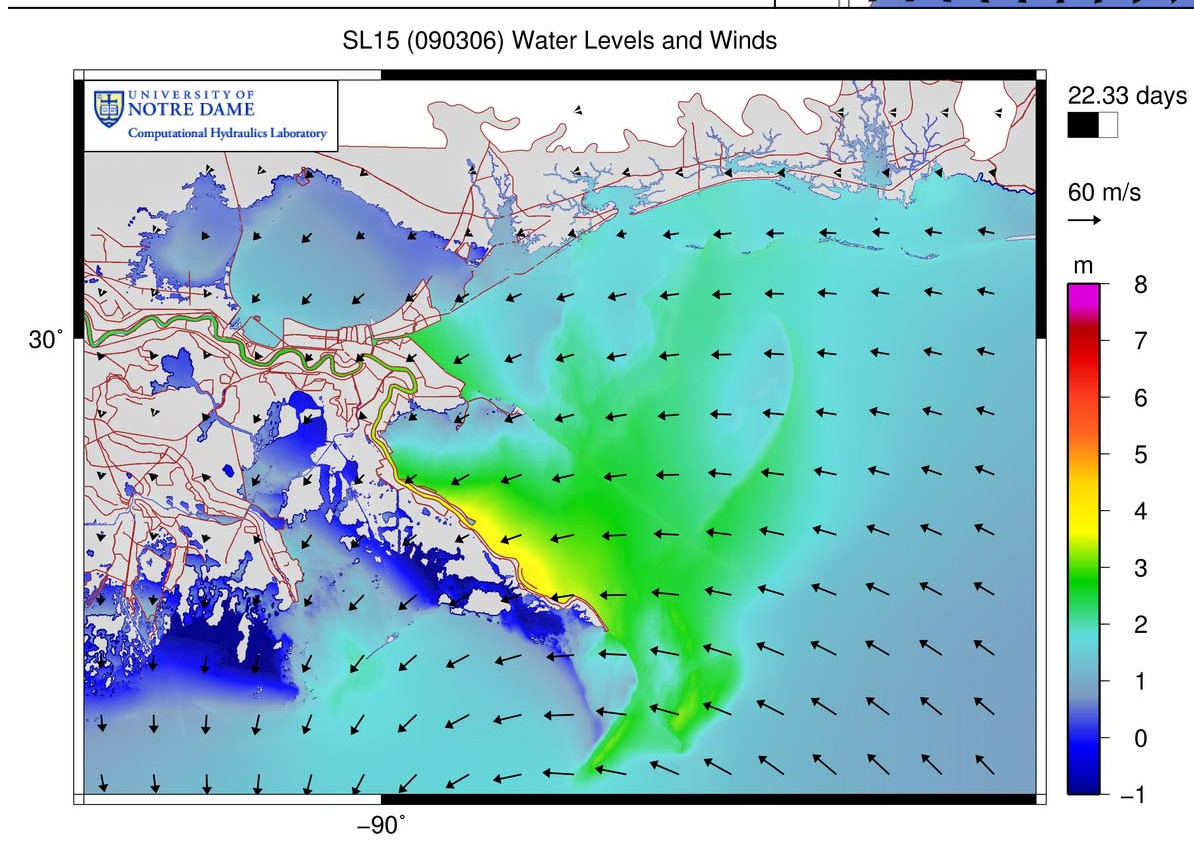 SL15 (090306) Water Levels and Winds
UNIVERSITY OF
NOTRE DAME
Computational Hydraulics Laboratory
22.33 days
60 m/s
m
8
7
6
5
4
3
2
1
0
−1
30°
−90°